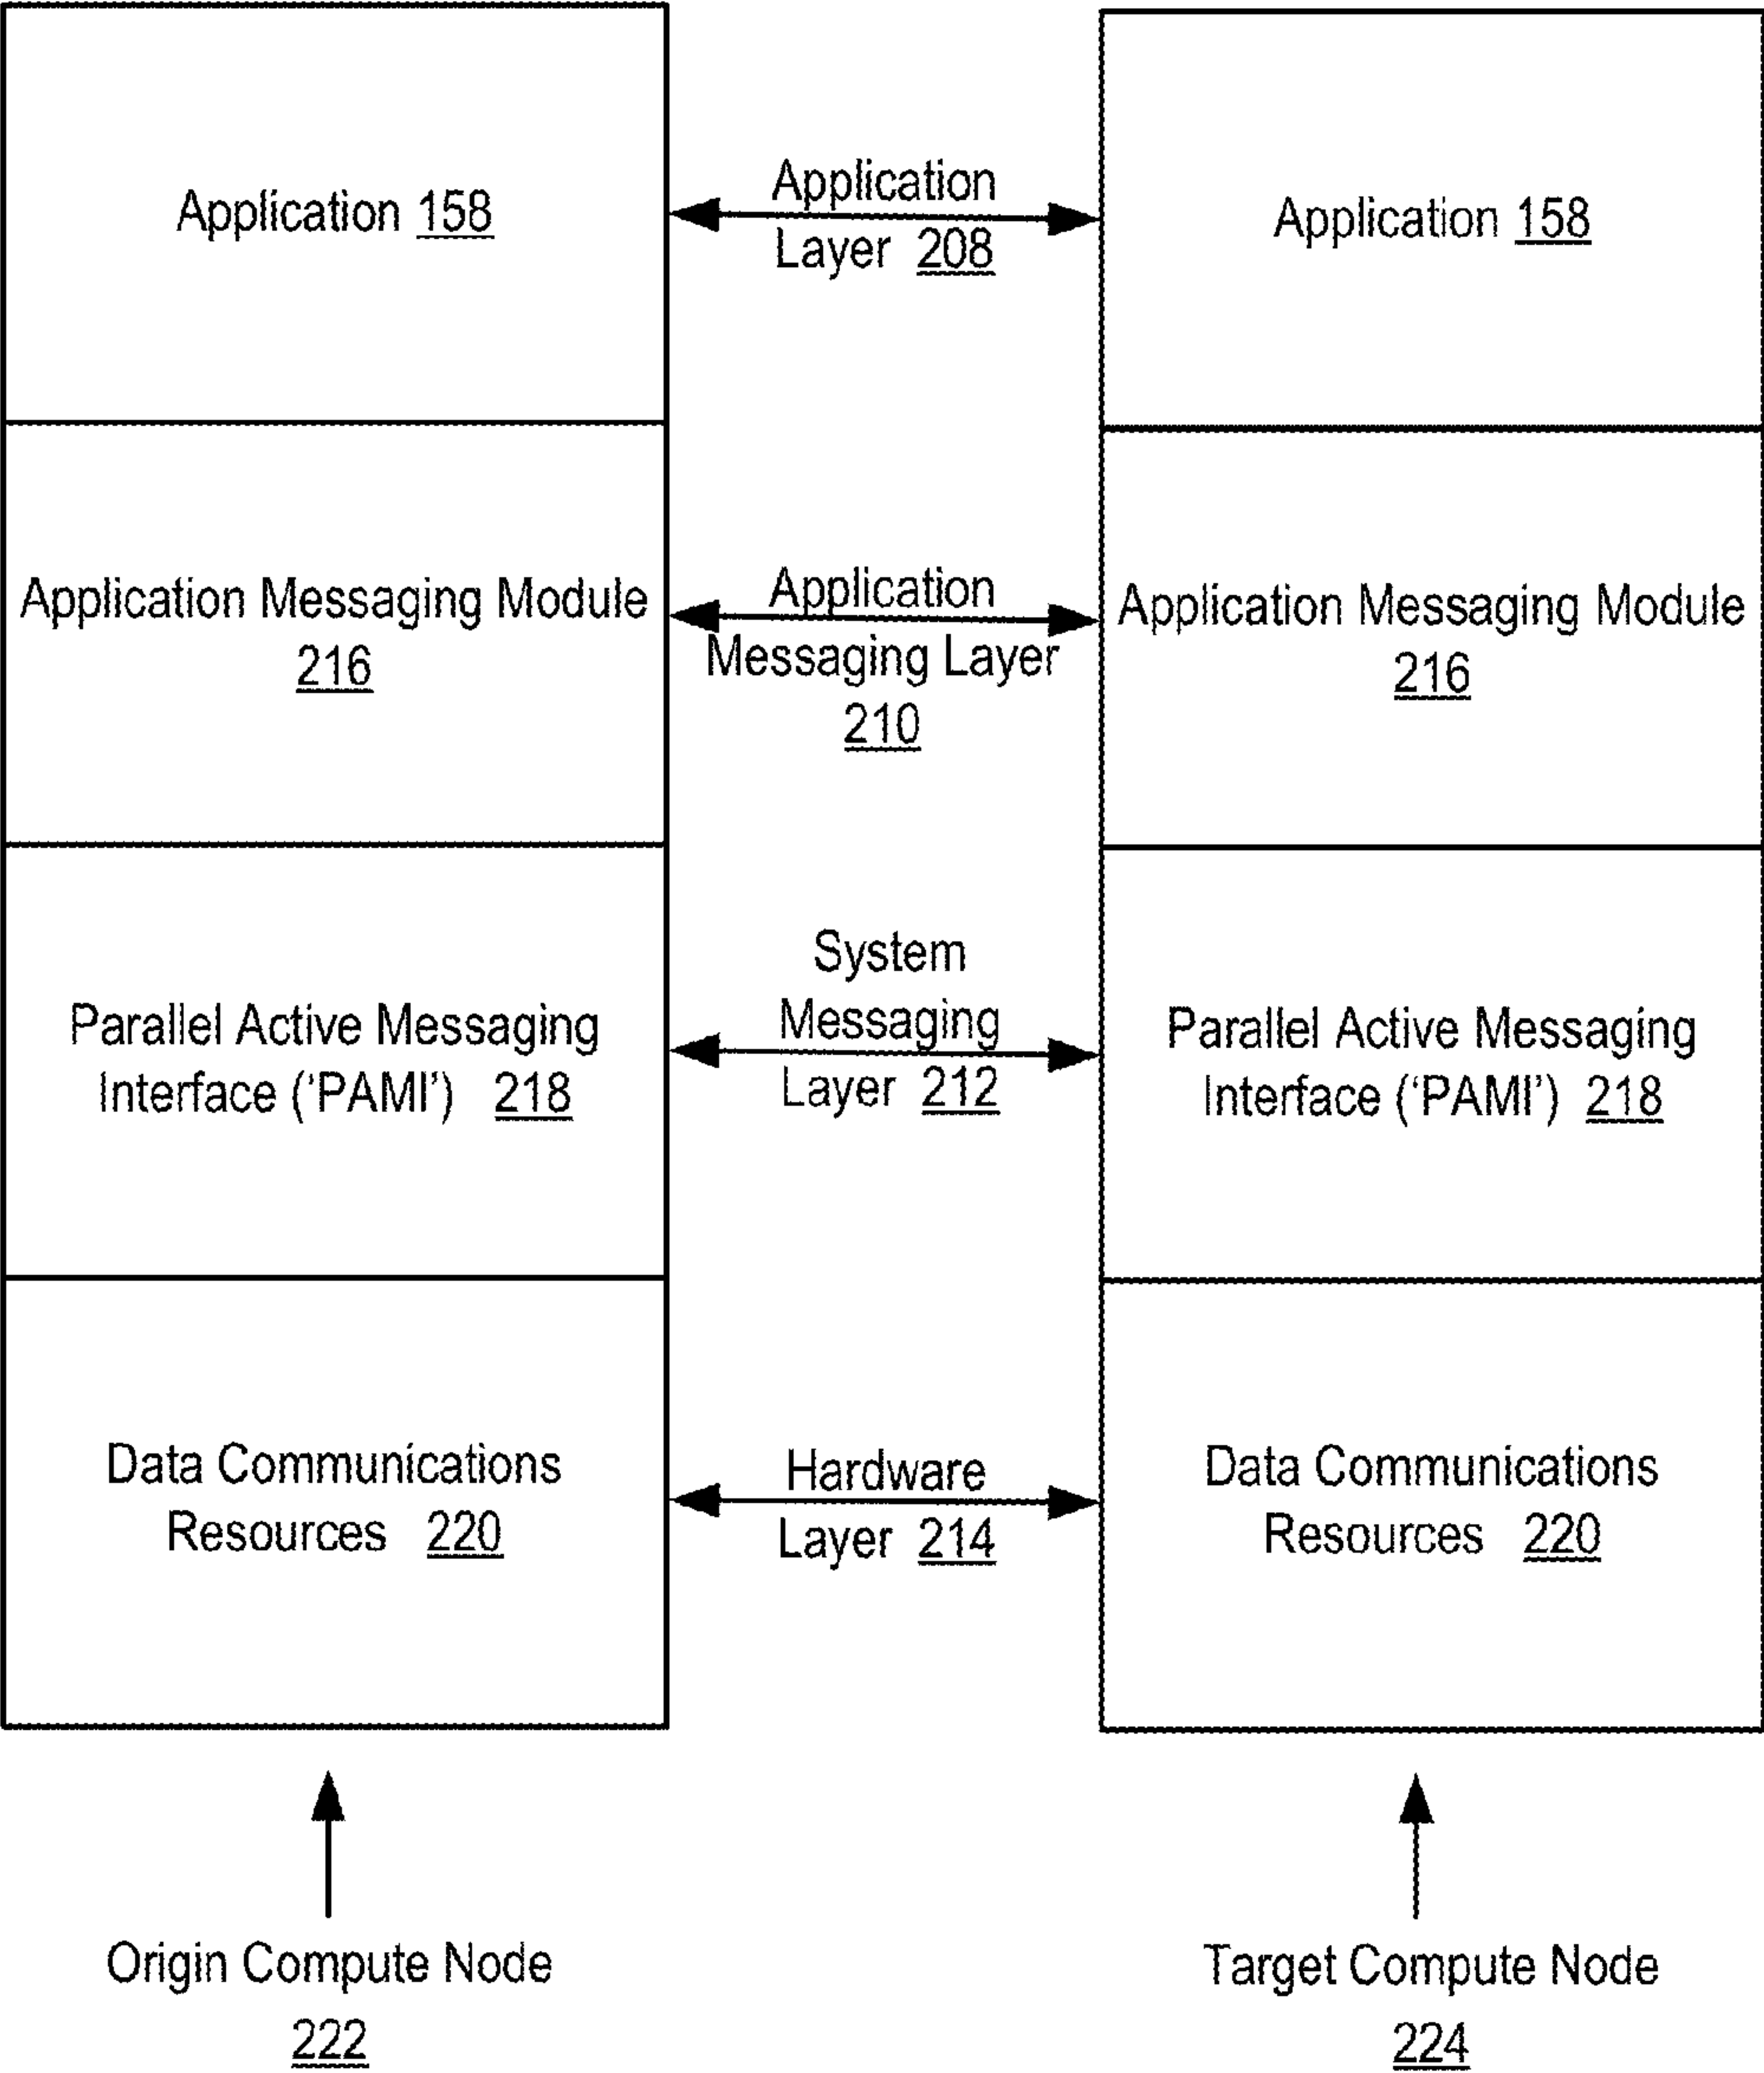 Application 158
Application
Layer 208
Application 158
Application Messaging Module
216
Application
Messaging Layer
210
Application Messaging Module
216
Parallel Active Messaging
Interface (‘PAMI’) 218
System
Messaging
Layer 212
Parallel Active Messaging
Interface (‘PAMI’) 218
Data Communications
Resources 220
Hardware
Layer 214
Data Communications
Resources 220
Origin Compute Node
222
Target Compute Node
224